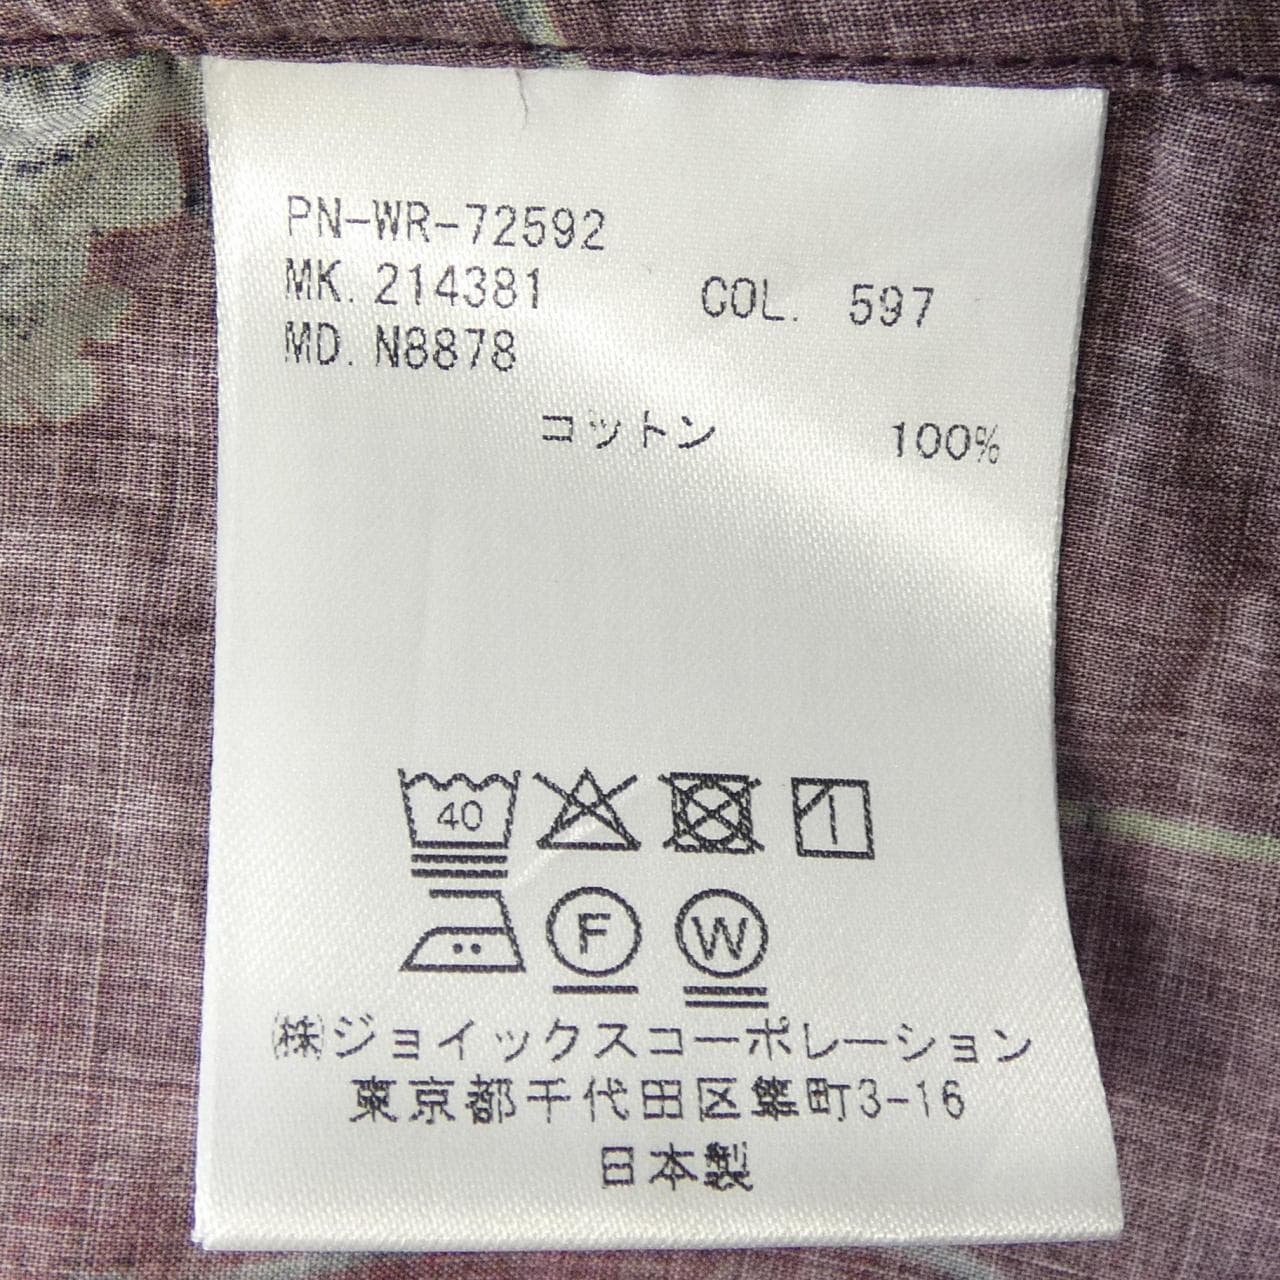 PN-WR-72592
MK. 214381 COL. 597
MD. N8878
コットン 100%
40
F W
㈱ジョイックスコーポレーション
東京都千代田区隼町3-16
日本製